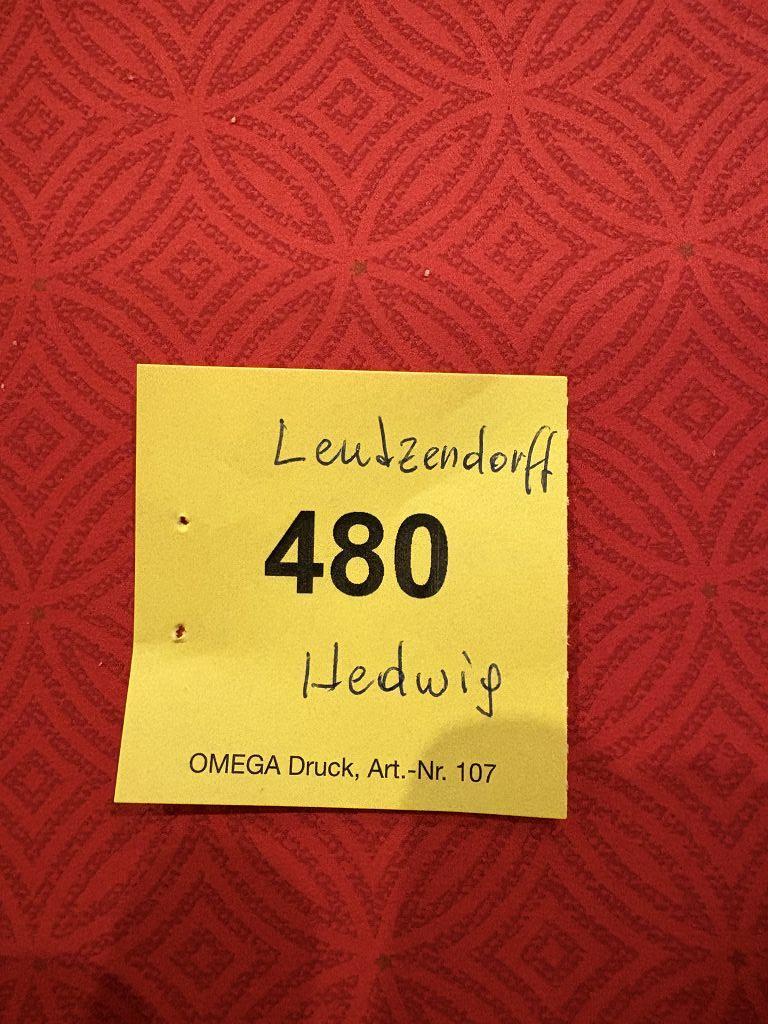 Leutzendorff
480
Hedwig
OMEGA Druck, Art.-Nr. 107